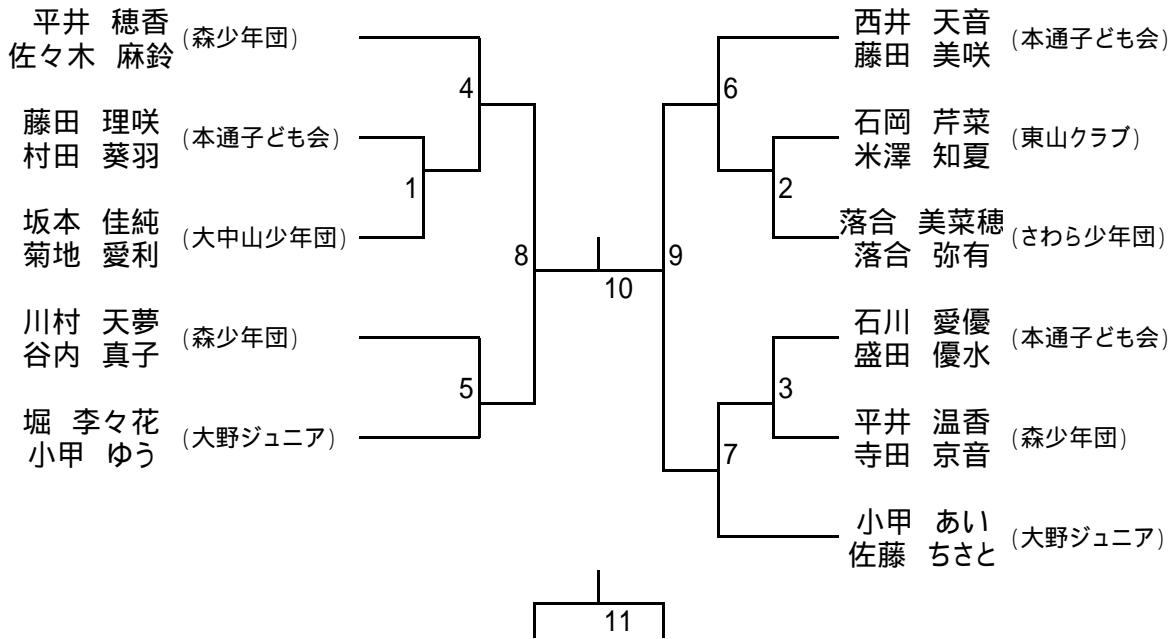 平井 穂香
佐々木 麻鈴
(森少年団)
4
藤田 理咲
村田 葵羽
(本通子ども会)
1
坂本 佳純
菊地 愛利
(大中山少年団)
8
川村 天夢
谷内 真子
(森少年団)
5
堀 李々花
小甲 ゆう
(大野ジュニア)
10
西井 天音
藤田 美咲
(本通子ども会)
6
石岡 芹菜
米澤 知夏
(東山クラブ)
2
落合 美菜穂
落合 弥有
(さわら少年団)
9
石川 愛優
盛田 優水
(本通子ども会)
3
平井 温香
寺田 京音
(森少年団)
7
小甲 あい
佐藤 ちさと
(大野ジュニア)
11